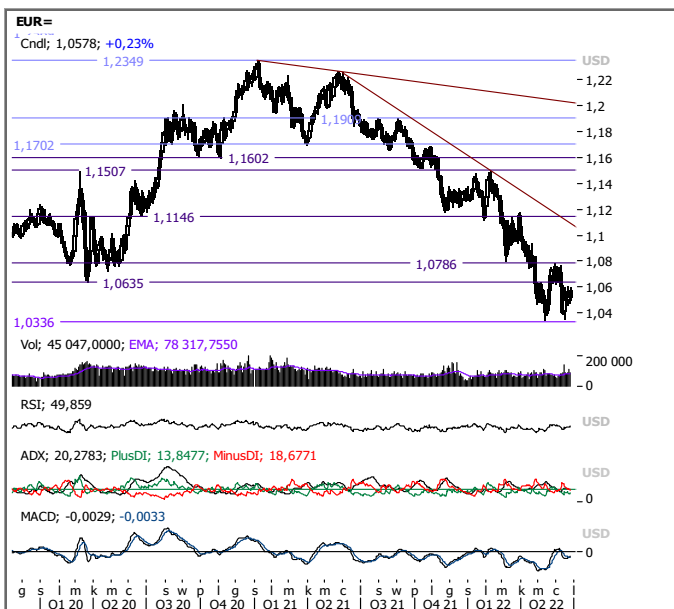 EUR=
Cndl; 1,0578; +0,23%
1,2349
USD
1,22
1,2
1,1909
1,18
1,1702
1,1602
1,16
1,1507
1,14
1,1146
1,12
1,1
1,0786
1,08
1,0635
1,06
1,0336
1,04
Vol; 45 047,0000; EMA; 78 317,7550
200 000
0
RSI; 49,859
USD
ADX; 20,2783; PlusDI; 13,8477; MinusDI; 18,6771
USD
0
MACD; -0,0029; -0,0033
USD
0
g s l m k m c l s w p l g s l m k m c l s w p l g s l m k m c l
Q1 20 Q2 20 Q3 20 Q4 20 Q1 21 Q2 21 Q3 21 Q4 21 Q1 22 Q2 22